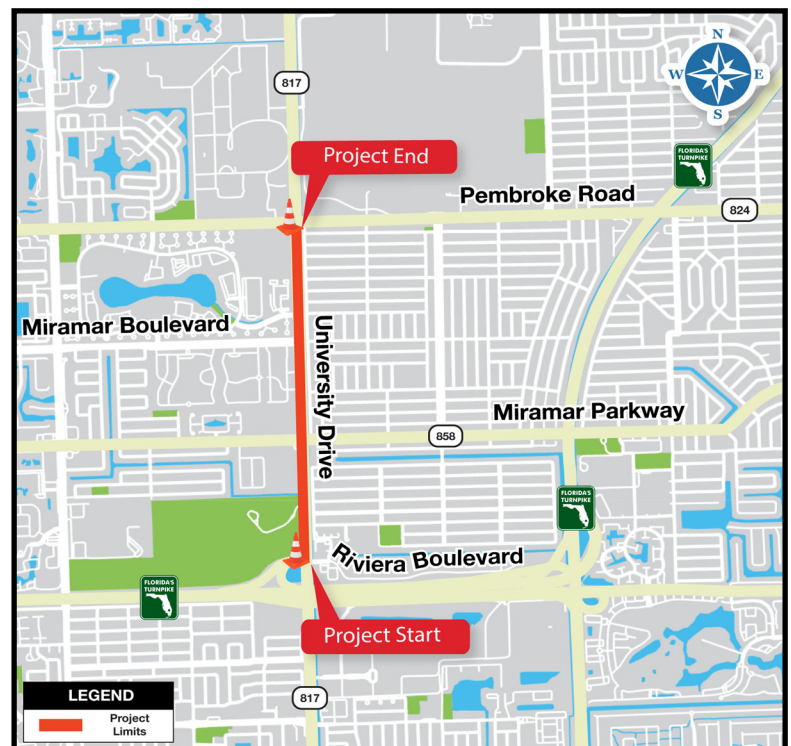 N
W
E
S
817
FLORIDA'S
TURNPIKE
Project End
Pembroke Road
824
Miramar Boulevard
University Drive
Miramar Parkway
858
FLORIDA'S
TURNPIKE
Riviera Boulevard
FLORIDA'S
TURNPIKE
Project Start
817
LEGEND
Project
Limits